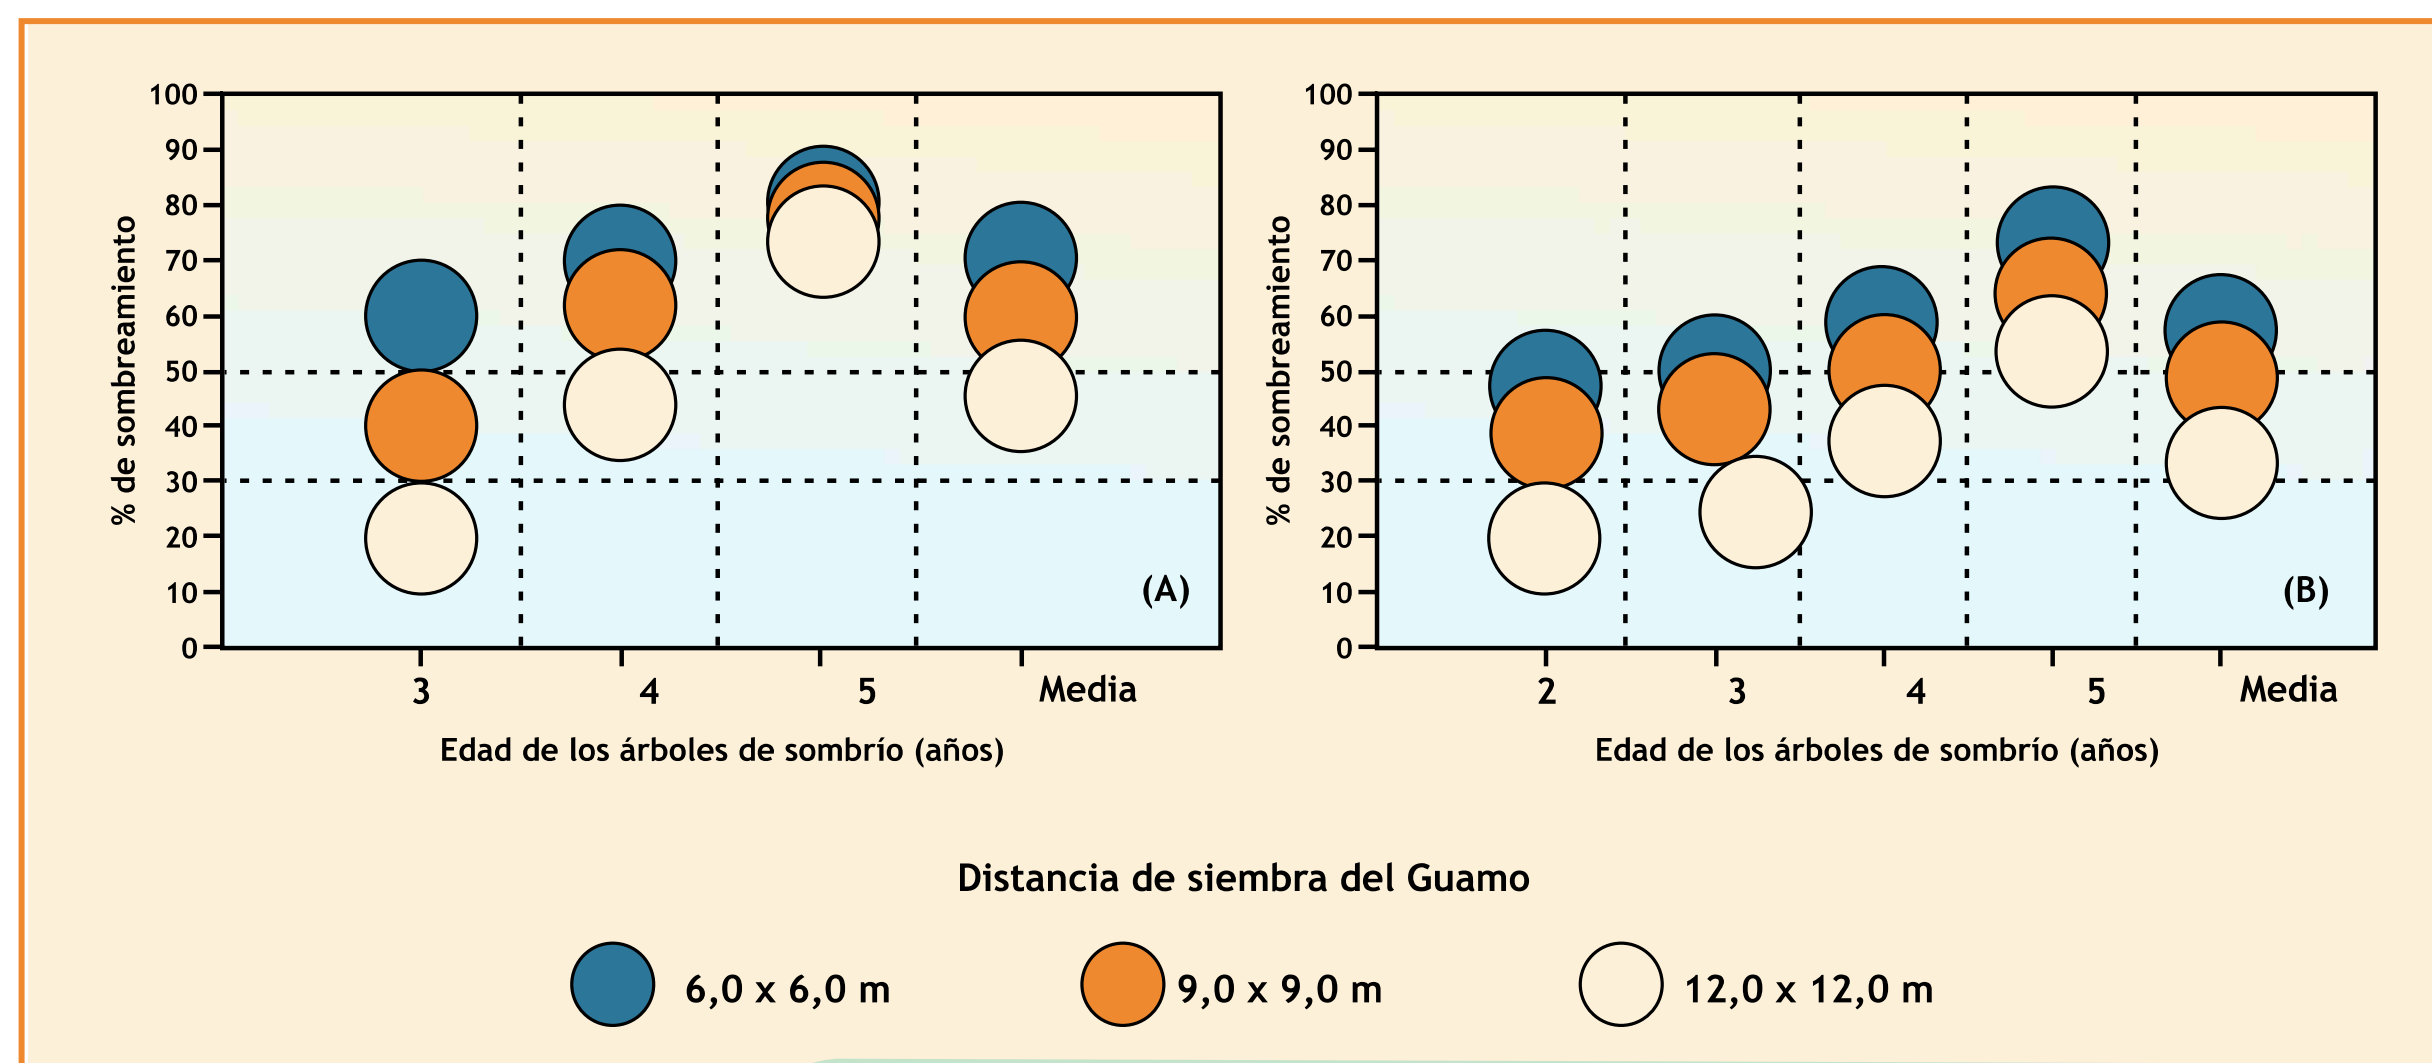 100
90
80
70
60
50
40
30
20
10
0
% de sombreamiento
(A)
3 4 5 Media
Edad de los árboles de sombrío (años)
100
90
80
70
60
50
40
30
20
10
0
% de sombreamiento
(B)
2 3 4 5 Media
Edad de los árboles de sombrío (años)
Distancia de siembra del Guamo
6,0 x 6,0 m 9,0 x 9,0 m 12,0 x 12,0 m